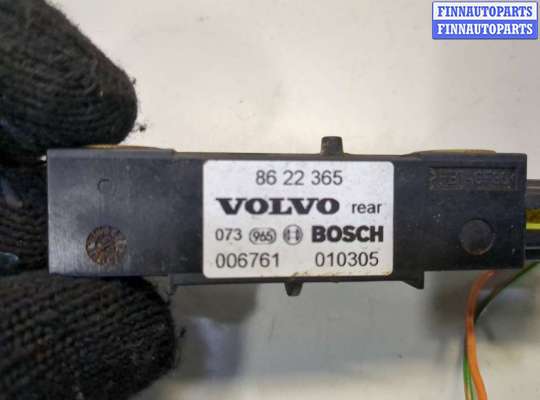 FINNAUTOPARTS
FINNAUTOPARTS
86 22 365
VOLVO rear
073 965 BOSCH
006761 010305